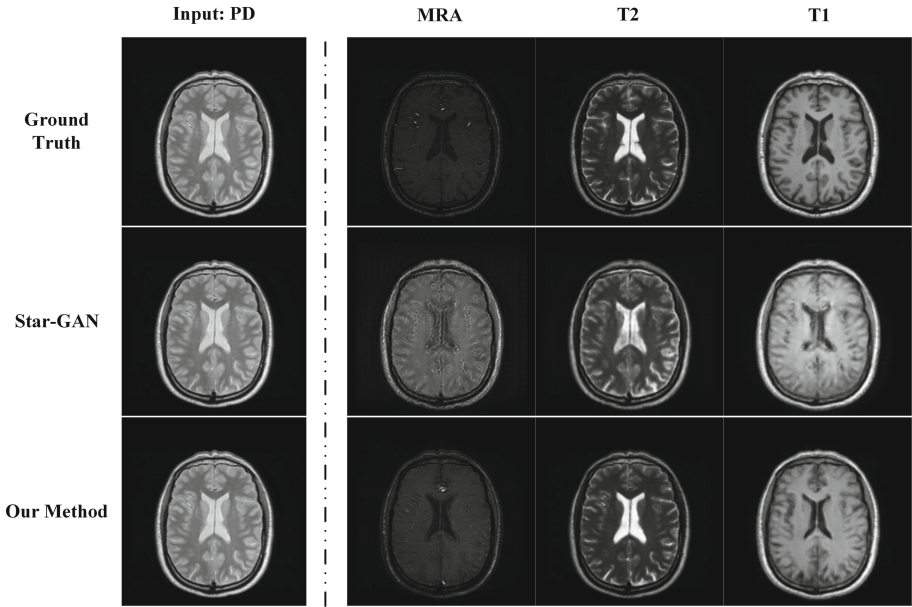 Input: PD MRA T2 T1
Ground
Truth
Star-GAN
Our Method